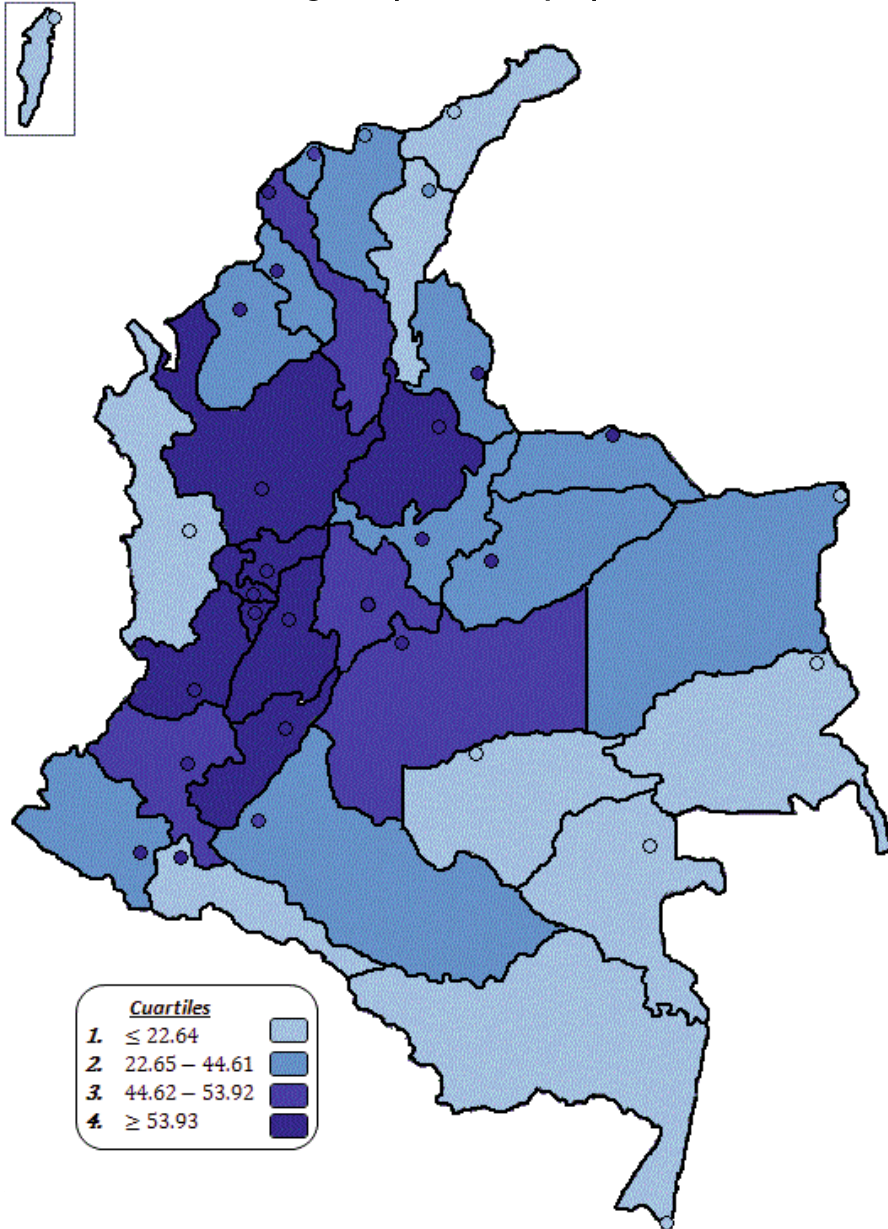 Cuartiles
1. ≤ 22.64
2. 22.65 – 44.61
3. 44.62 – 53.92
4. ≥ 53.93